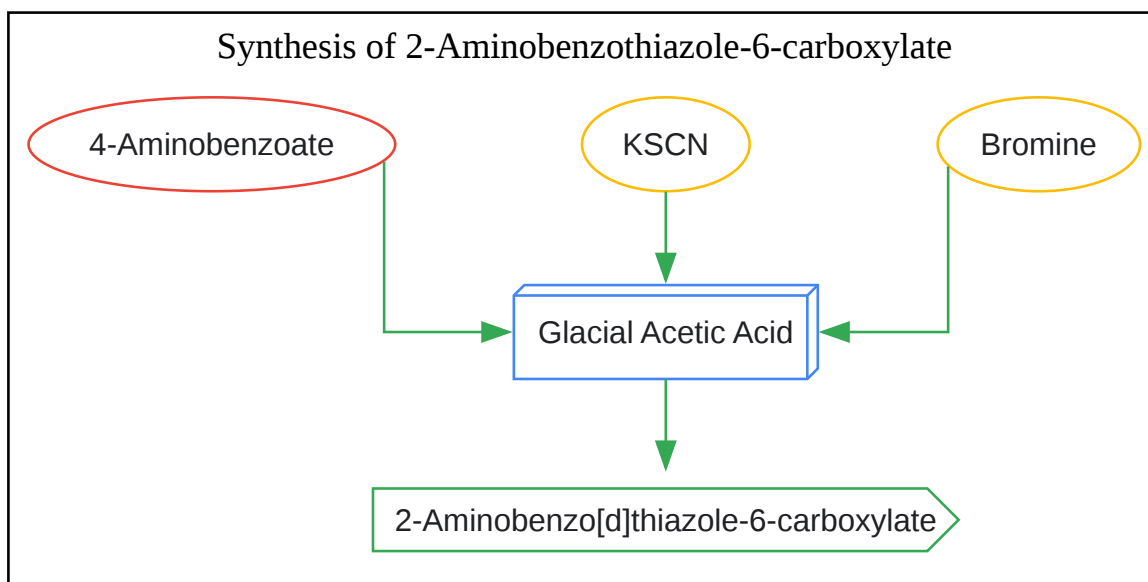 Synthesis of 2-Aminobenzothiazole-6-carboxylate
4-Aminobenzoate
KSCN
Bromine
Glacial Acetic Acid
2-Aminobenzo[d]thiazole-6-carboxylate